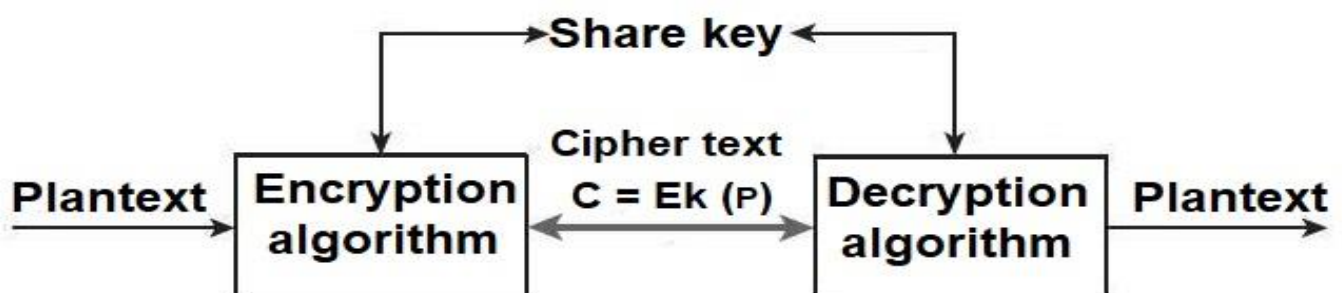 Share key
Cipher text
C = Ek (P)
Plantext
Encryption
algorithm
Decryption
algorithm
Plantext